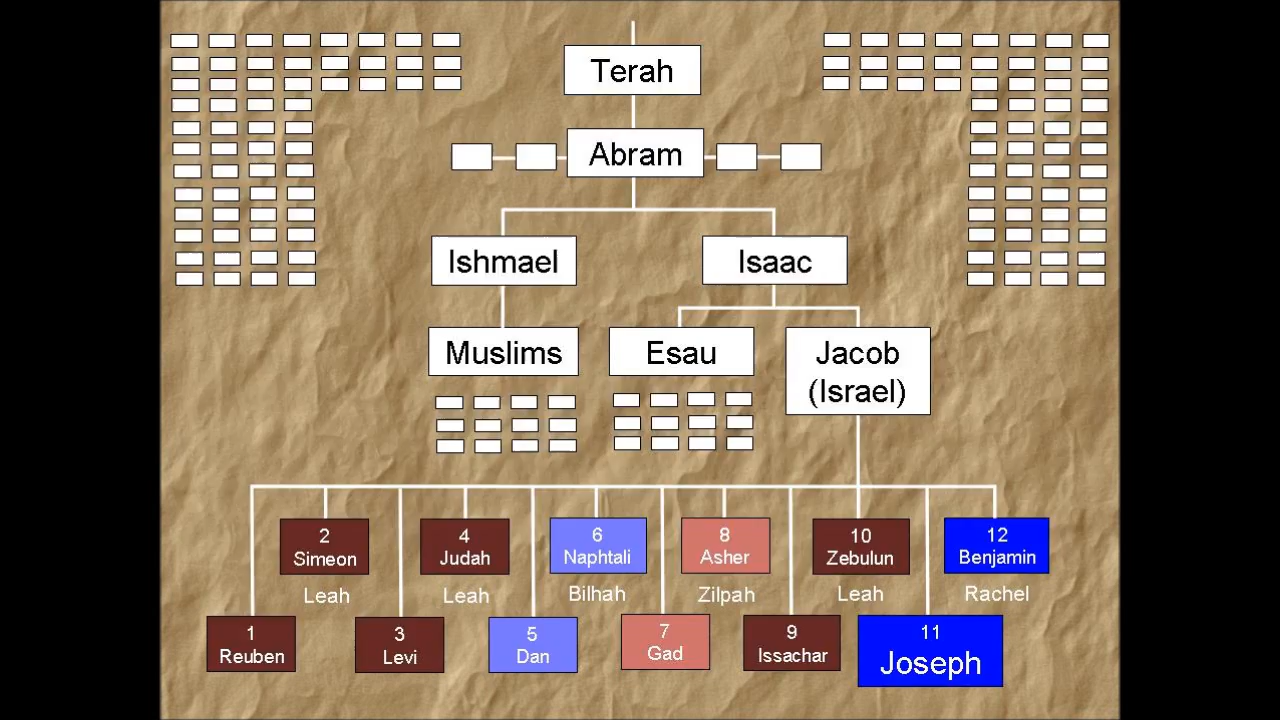 Terah
Abram
Ishmael
Isaac
Muslims
Esau
Jacob
(Israel)
2
Simeon
4
Judah
6
Naphtali
8
Asher
10
Zebulun
12
Benjamin
Leah
Leah
Bilhah
Zilpah
Leah
Rachel
1
Reuben
3
Levi
5
Dan
7
Gad
9
Issachar
11
Joseph